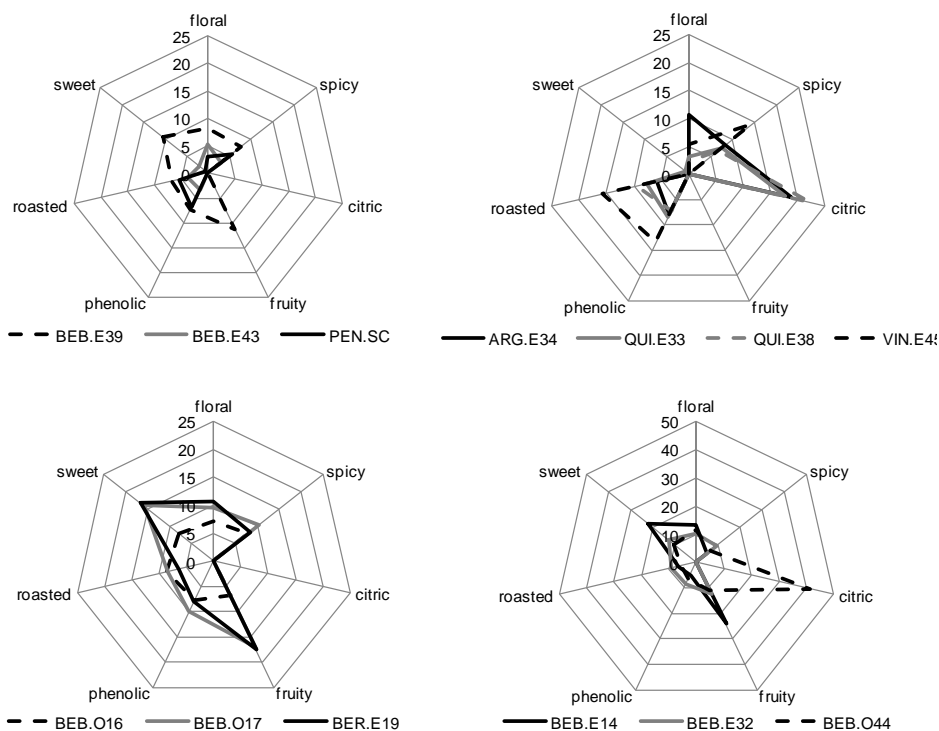 floral
25
20
15
10
5
0
sweet
spicy
roasted
citric
phenolic
fruity
BEB.E39 BEB.E43 PEN.SC
floral
25
20
15
10
5
0
sweet
spicy
roasted
citric
phenolic
fruity
ARG.E34 QUI.E33 QUI.E38 VIN.E45
floral
25
20
15
10
5
0
sweet
spicy
roasted
citric
phenolic
fruity
BEB.O16 BEB.O17 BER.E19
floral
50
40
30
20
10
0
sweet
spicy
roasted
citric
phenolic
fruity
BEB.E14 BEB.E32 BEB.O44